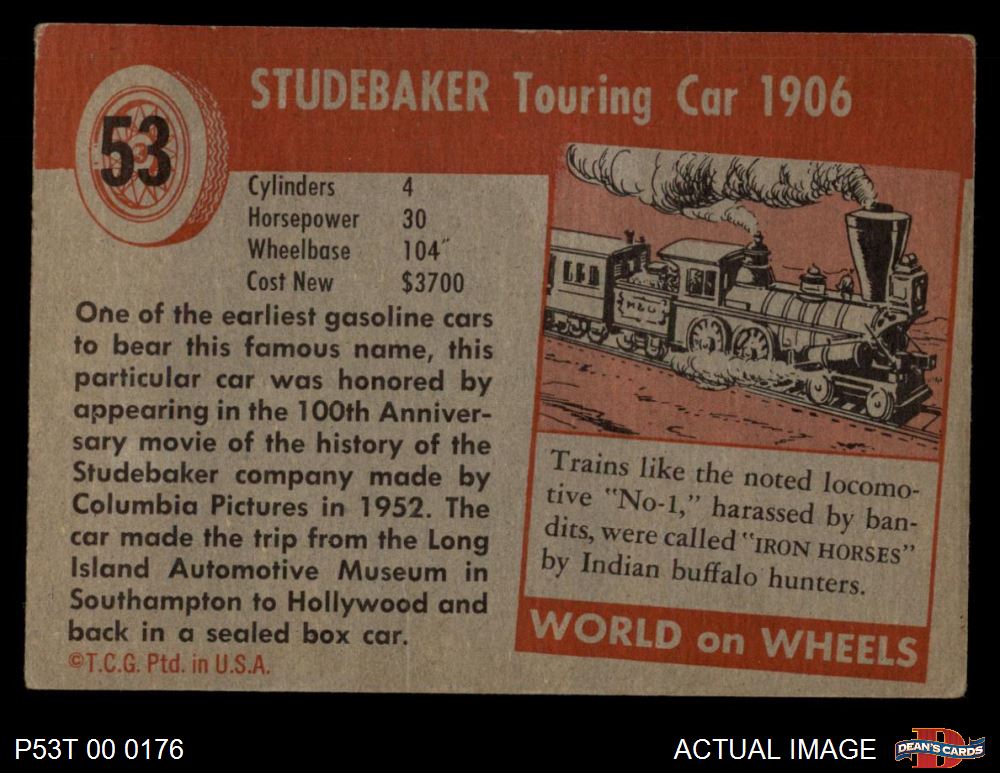 STUDEBAKER Touring Car 1906
53
Cylinders 4
Horsepower 30
Wheelbase 104"
Cost New $3700
One of the earliest gasoline cars
to bear this famous name, this
particular car was honored by
appearing in the 100th Anniver-
sary movie of the history of the
Studebaker company made by
Columbia Pictures in 1952. The
car made the trip from the Long
Island Automotive Museum in
Southampton to Hollywood and
back in a sealed box car.
©T.C.G. Ptd. in U.S.A.
Trains like the noted locomo-
tive "No-1," harassed by ban-
dits, were called "IRON HORSES"
by Indian buffalo hunters.
WORLD on WHEELS
P53T 00 0176
ACTUAL IMAGE
D
DEAN'S CARDS